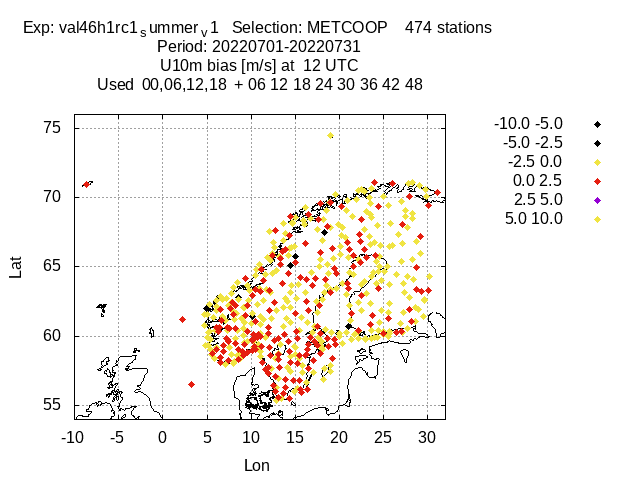 Exp: val46h1rc1summerv1 Selection: METCOOP 474 stations
Period: 20220701-20220731
U10m bias [m/s] at 12 UTC
Used 00,06,12,18 + 06 12 18 24 30 36 42 48
-10.0 -5.0
-5.0 -2.5
-2.5 0.0
0.0 2.5
2.5 5.0
5.0 10.0
75
70
65
60
55
Lat
-10 -5 0 5 10 15 20 25 30
Lon